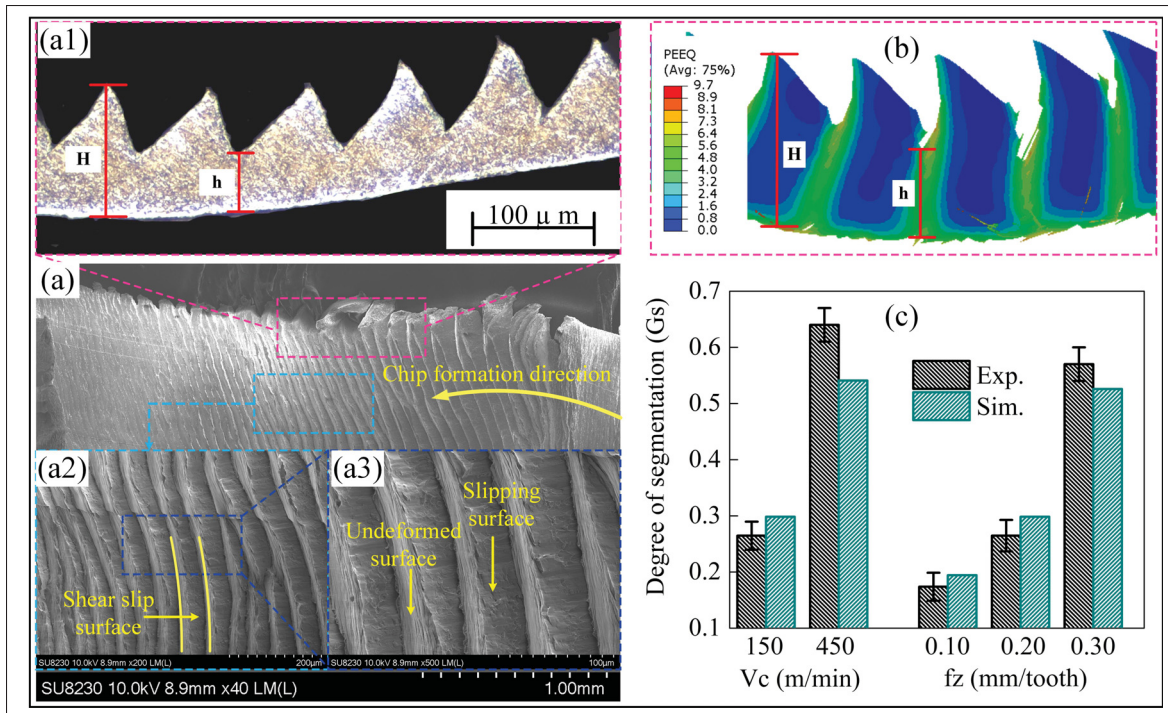 (a1)
H
h
100 μ m
(b)
PEEQ
(Avg: 75%)
9.7
8.9
8.1
7.3
6.5
5.6
4.8
4.0
3.2
2.4
1.6
0.8
0.0
H
h
(a)
Chip formation direction
(a2)
Shear slip
surface
SU8230 10.0kV 8.9mm x200 LM(L)
200μm
(a3)
Undeformed
surface
Slipping
surface
SU8230 10.0kV 8.9mm x500 LM(L)
100μm
SU8230 10.0kV 8.9mm x40 LM(L)
1.00mm
(c)
Degree of segmentation (Gs)
0.7
0.6
0.5
0.4
0.3
0.2
0.1
Exp.
Sim.
150 450 0.10 0.20 0.30
Vc (m/min) fz (mm/tooth)